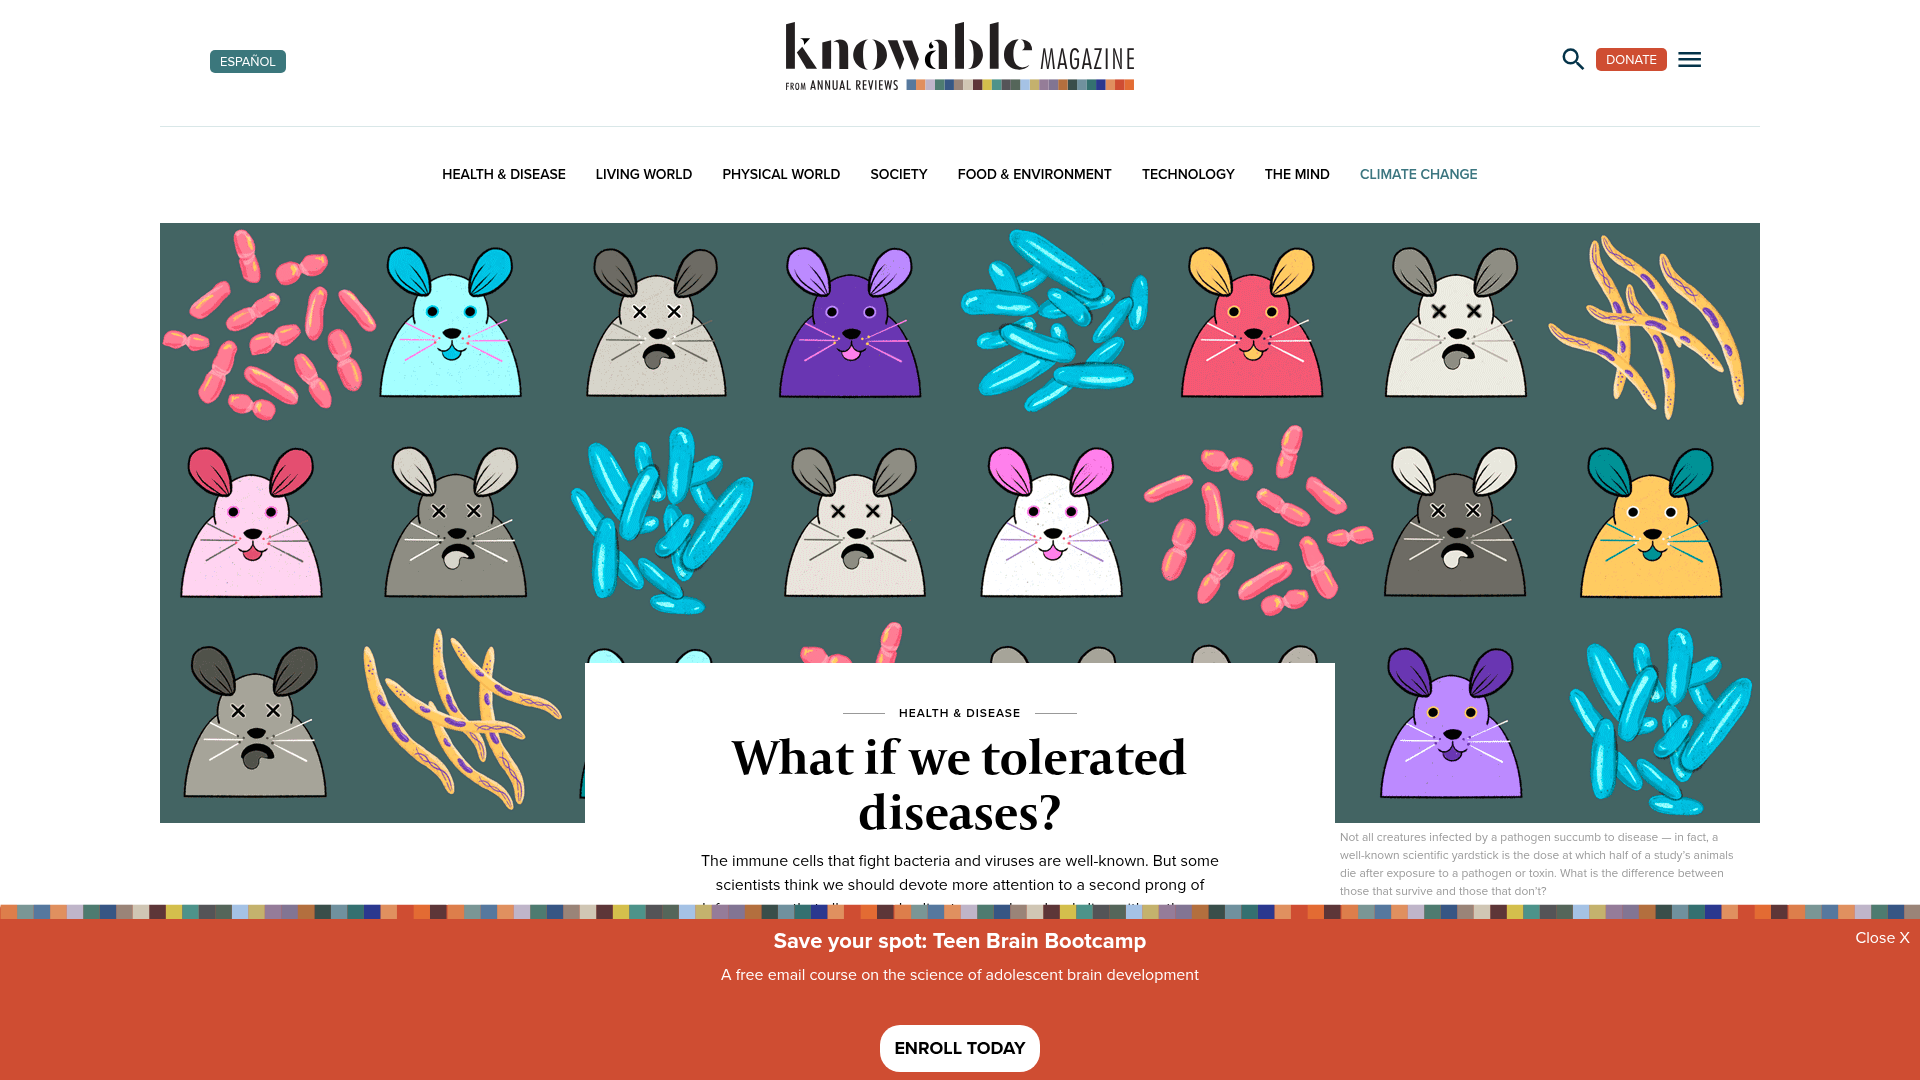 ESPAÑOL
knowable MAGAZINE
FROM ANNUAL REVIEWS
DONATE
HEALTH & DISEASE LIVING WORLD PHYSICAL WORLD SOCIETY FOOD & ENVIRONMENT TECHNOLOGY THE MIND CLIMATE CHANGE
HEALTH & DISEASE
What if we tolerated
diseases?
The immune cells that fight bacteria and viruses are well-known. But some
scientists think we should devote more attention to a second prong of
Not all creatures infected by a pathogen succumb to disease — in fact, a
well-known scientific yardstick is the dose at which half of a study's animals
die after exposure to a pathogen or toxin. What is the difference between
those that survive and those that don't?
Save your spot: Teen Brain Bootcamp
Close X
A free email course on the science of adolescent brain development
ENROLL TODAY